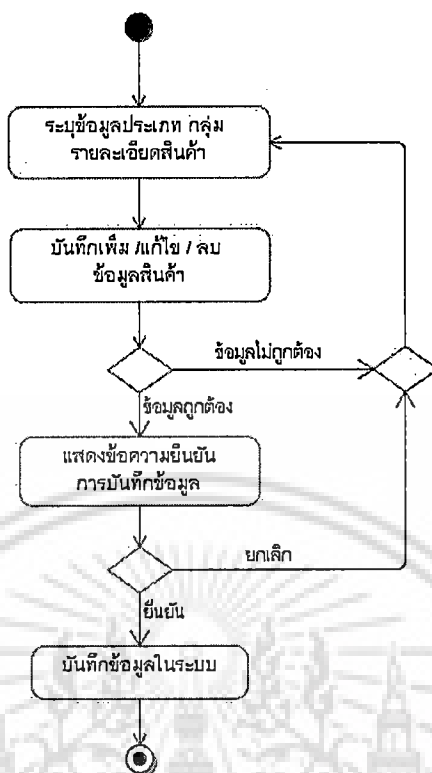 ระบุข้อมูลประเภท กลุ่ม
รายละเอียดสินค้า
บันทึกเพิ่ม /แก้ไข / ลบ
ข้อมูลสินค้า
ข้อมูลไม่ถูกต้อง
ข้อมูลถูกต้อง
แสดงข้อความยืนยัน
การบันทึกข้อมูล
ยกเลิก
ยืนยัน
บันทึกข้อมูลในระบบ